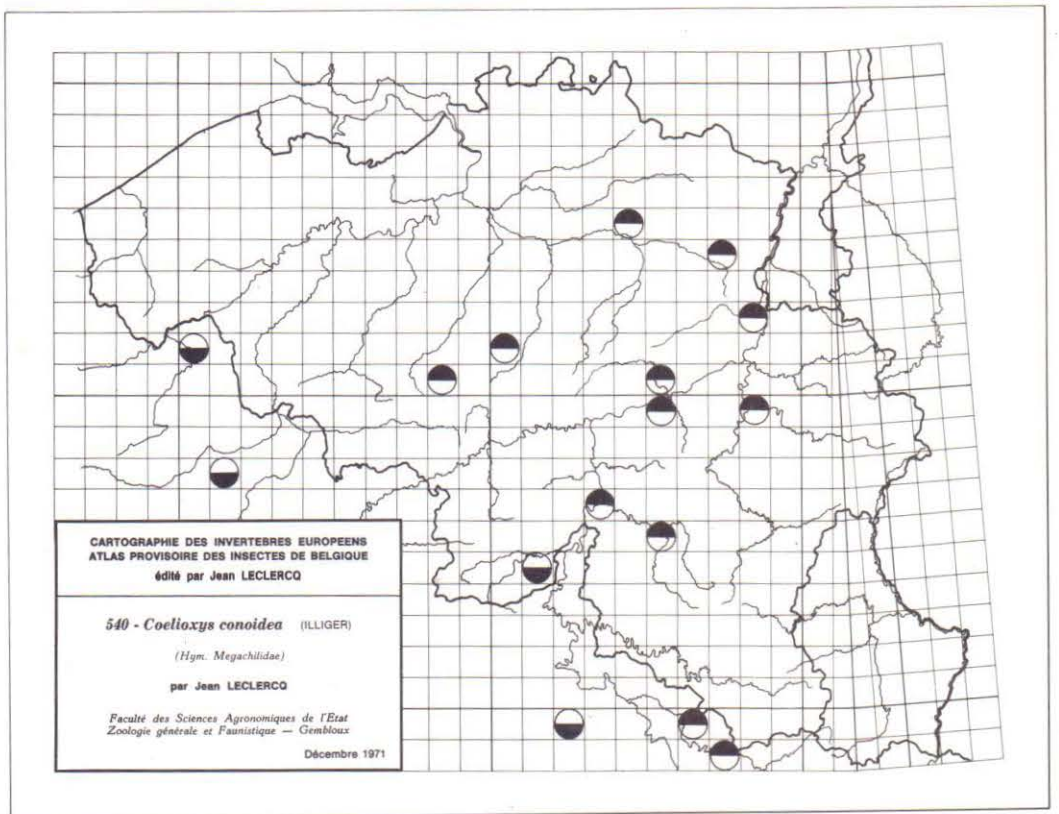 CARTOGRAPHIE DES INVERTEBRES EUROPEENS
ATLAS PROVISOIRE DES INSECTES DE BELGIQUE
édité par Jean LECLERCQ
540 - Coelioxys conoidea (ILLIGER)
(Hym. Megachilidae)
par Jean LECLERCQ
Faculté des Sciences Agronomiques de l'Etat
Zoologie générale et Faunistique — Gembloux
Décembre 1971